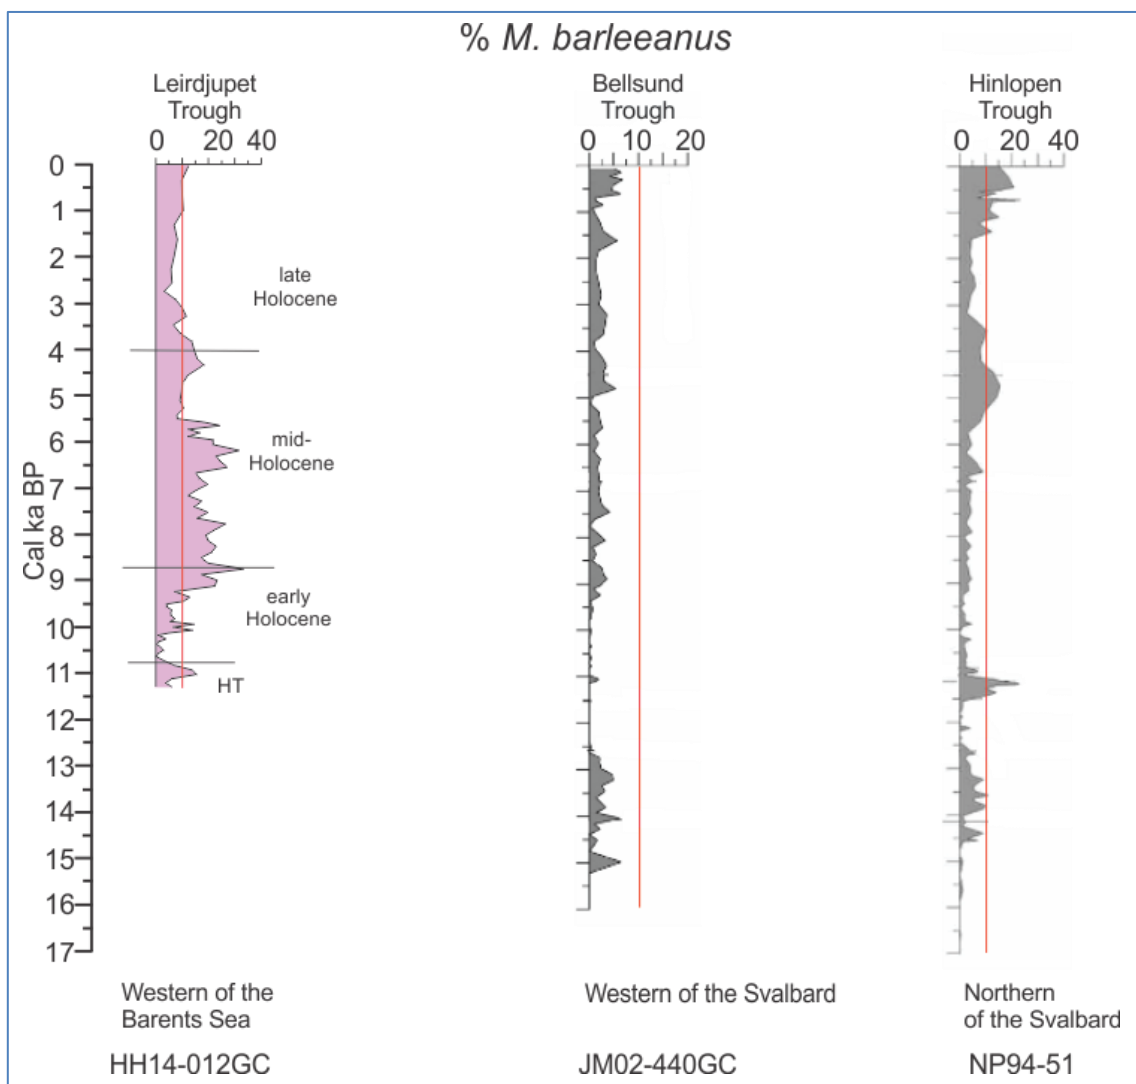 % M. barleeanus
Leirdjupet
Trough
0 20 40
Bellsund
Trough
0 10 20
Hinlopen
Trough
0 20 40
Cal ka BP
0
1
2
3
4
5
6
7
8
9
10
11
12
13
14
15
16
17
late
Holocene
mid-
Holocene
early
Holocene
HT
Western of the
Barents Sea
HH14-012GC
Western of the Svalbard
JM02-440GC
Northern
of the Svalbard
NP94-51